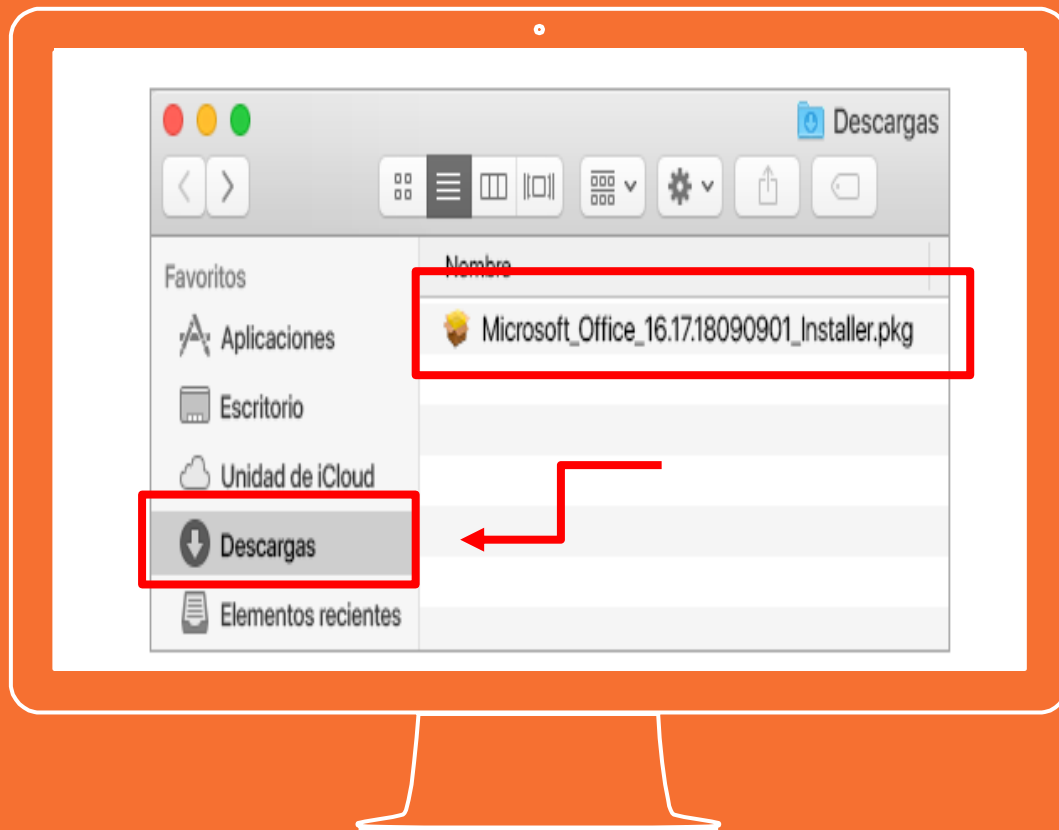 Descargas
Favoritos
Nombre
Aplicaciones
Microsoft_Office_16.17.18090901_Installer.pkg
Escritorio
Unidad de iCloud
Descargas
Elementos recientes